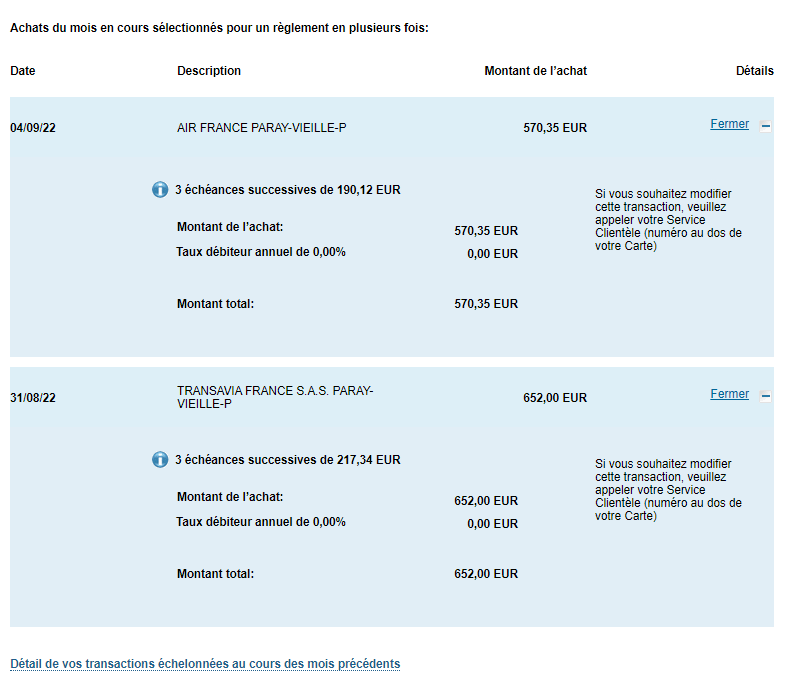 Achats du mois en cours sélectionnés pour un règlement en plusieurs fois:
Date Description Montant de l'achat Détails
04/09/22 AIR FRANCE PARAY-VIEILLE-P 570,35 EUR Fermer
3 échéances successives de 190,12 EUR
Montant de l'achat: 570,35 EUR
Taux débiteur annuel de 0,00% 0,00 EUR
Montant total: 570,35 EUR
Si vous souhaitez modifier
cette transaction, veuillez
appeler votre Service
Clientèle (numéro au dos de
votre Carte)
31/08/22 TRANSAVIA FRANCE S.A.S. PARAY-
VIEILLE-P 652,00 EUR Fermer
3 échéances successives de 217,34 EUR
Montant de l'achat: 652,00 EUR
Taux débiteur annuel de 0,00% 0,00 EUR
Montant total: 652,00 EUR
Si vous souhaitez modifier
cette transaction, veuillez
appeler votre Service
Clientèle (numéro au dos de
votre Carte)
Détail de vos transactions échelonnées au cours des mois précédents